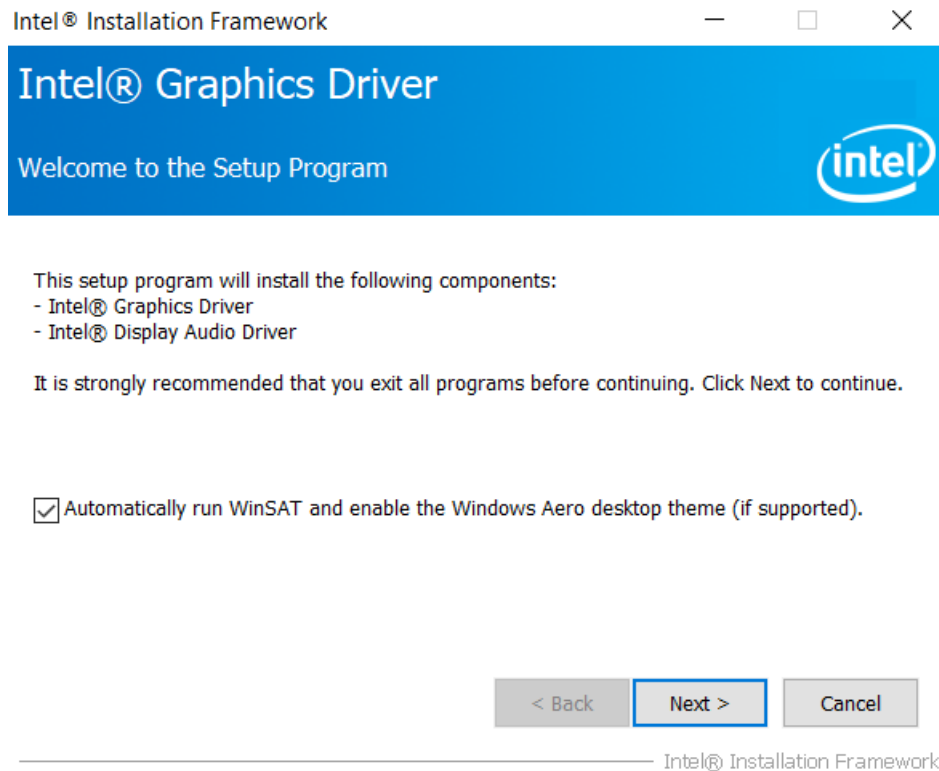 Intel® Installation Framework
Intel® Graphics Driver
Welcome to the Setup Program
intel
This setup program will install the following components:
- Intel® Graphics Driver
- Intel® Display Audio Driver
It is strongly recommended that you exit all programs before continuing. Click Next to continue.
Automatically run WinSAT and enable the Windows Aero desktop theme (if supported).
< Back
Next >
Cancel
Intel® Installation Framework